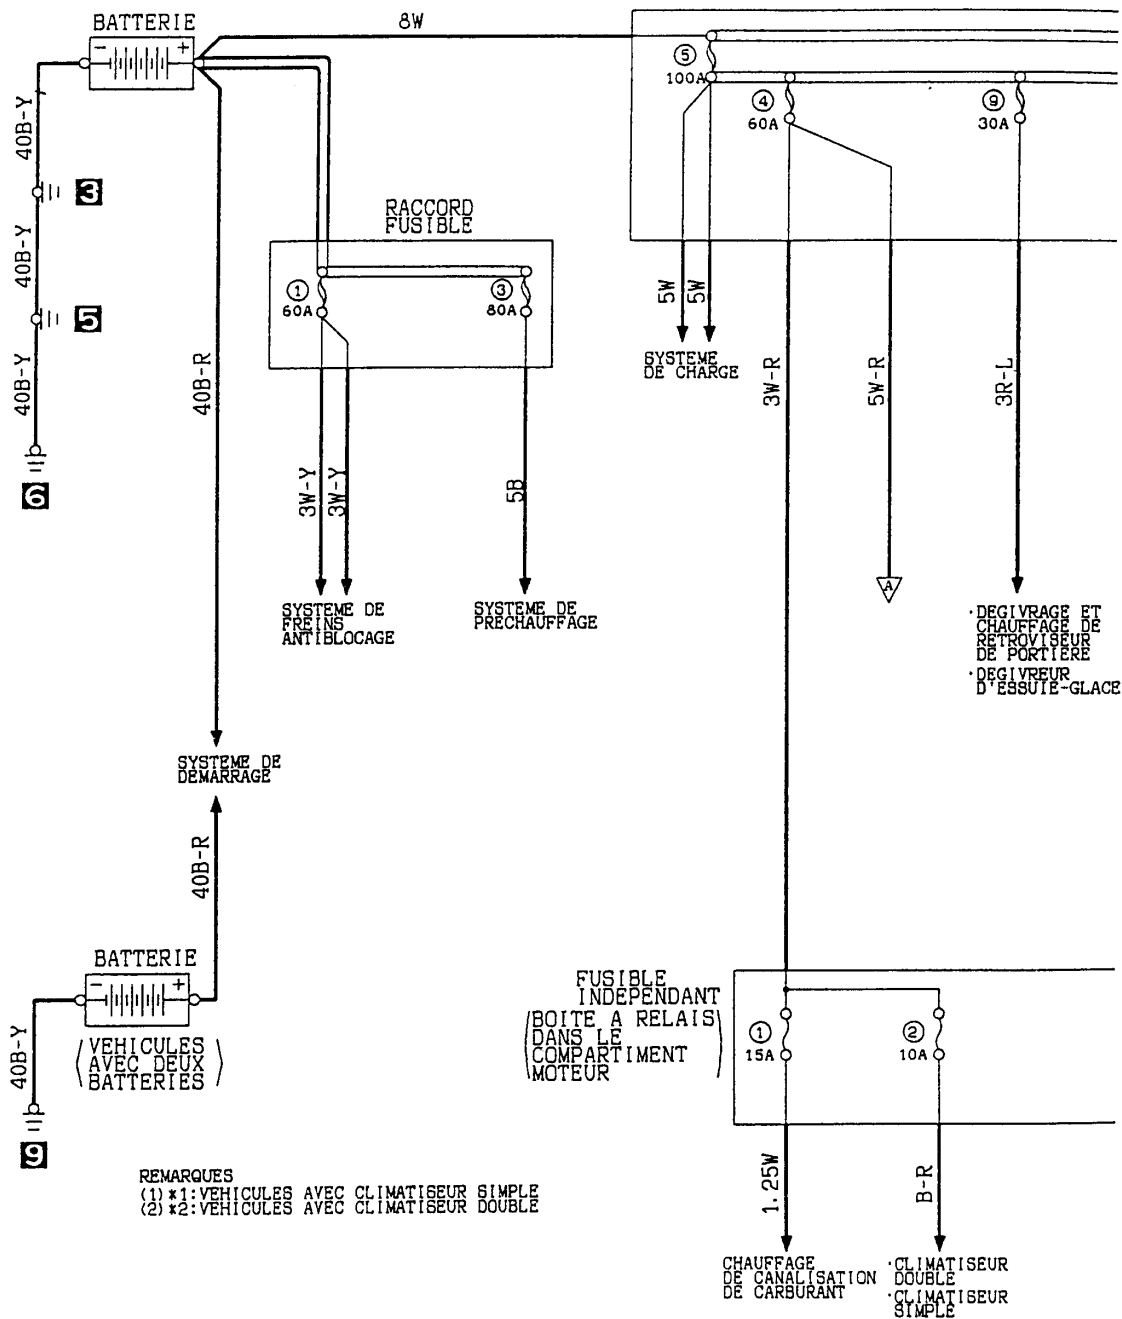 BATTERIE
8W
- +
⑤
100A
④
60A
⑨
30A
40B-Y
3
40B-Y
5
40B-Y
6
40B-R
RACCORD
FUSIBLE
①
60A
③
80A
5W
5W
SYSTEME
DE CHARGE
3W-R
5W-R
3R-L
3W-Y
3W-Y
5B
SYSTEME DE
FREINS
ANTIBLOCAGE
SYSTEME DE
PRECHAUFFAGE
A
·DEGIVRAGE ET
CHAUFFAGE DE
RETROVISEUR
DE PORTIERE
·DEGIVREUR
D'ESSUIE-GLACE
SYSTEME DE
DEMARRAGE
40B-R
BATTERIE
- +
(VEHICULES
AVEC DEUX
BATTERIES)
40B-Y
9
FUSIBLE
INDEPENDANT
(BOITE A RELAIS
DANS LE
COMPARTIMENT
MOTEUR)
①
15A
②
10A
1.25W
B-R
CHAUFFAGE
DE CANALISATION
DE CARBURANT
·CLIMATISEUR
DOUBLE
·CLIMATISEUR
SIMPLE
REMARQUES
(1)*1:VEHICULES AVEC CLIMATISEUR SIMPLE
(2)*2:VEHICULES AVEC CLIMATISEUR DOUBLE